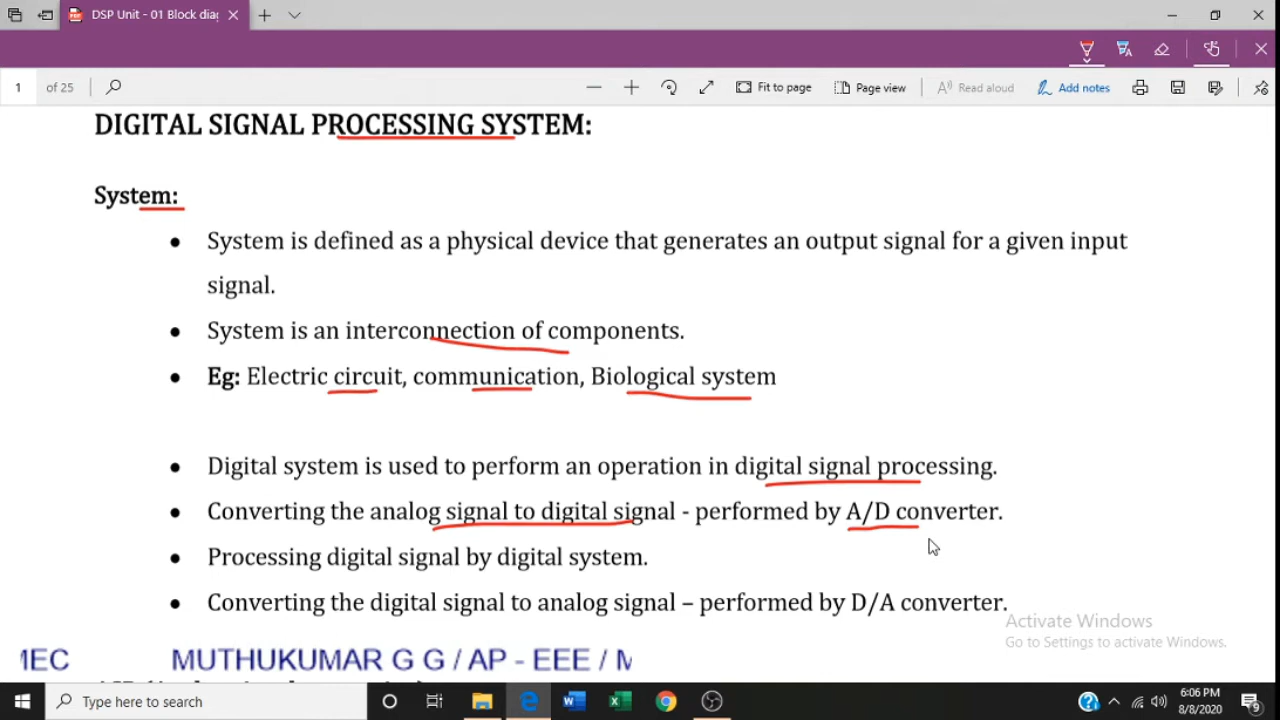 DSP Unit - 01 Block diag
1 of 25
Fit to page
Page view
Read aloud
Add notes
DIGITAL SIGNAL PROCESSING SYSTEM:
System:
• System is defined as a physical device that generates an output signal for a given input
signal.
• System is an interconnection of components.
• Eg: Electric circuit, communication, Biological system
• Digital system is used to perform an operation in digital signal processing.
• Converting the analog signal to digital signal - performed by A/D converter.
• Processing digital signal by digital system.
• Converting the digital signal to analog signal – performed by D/A converter.
Activate Windows
Go to Settings to activate Windows.
MUTHUKUMAR G G / AP - EEE / M
Type here to search
6:06 PM
8/8/2020
9